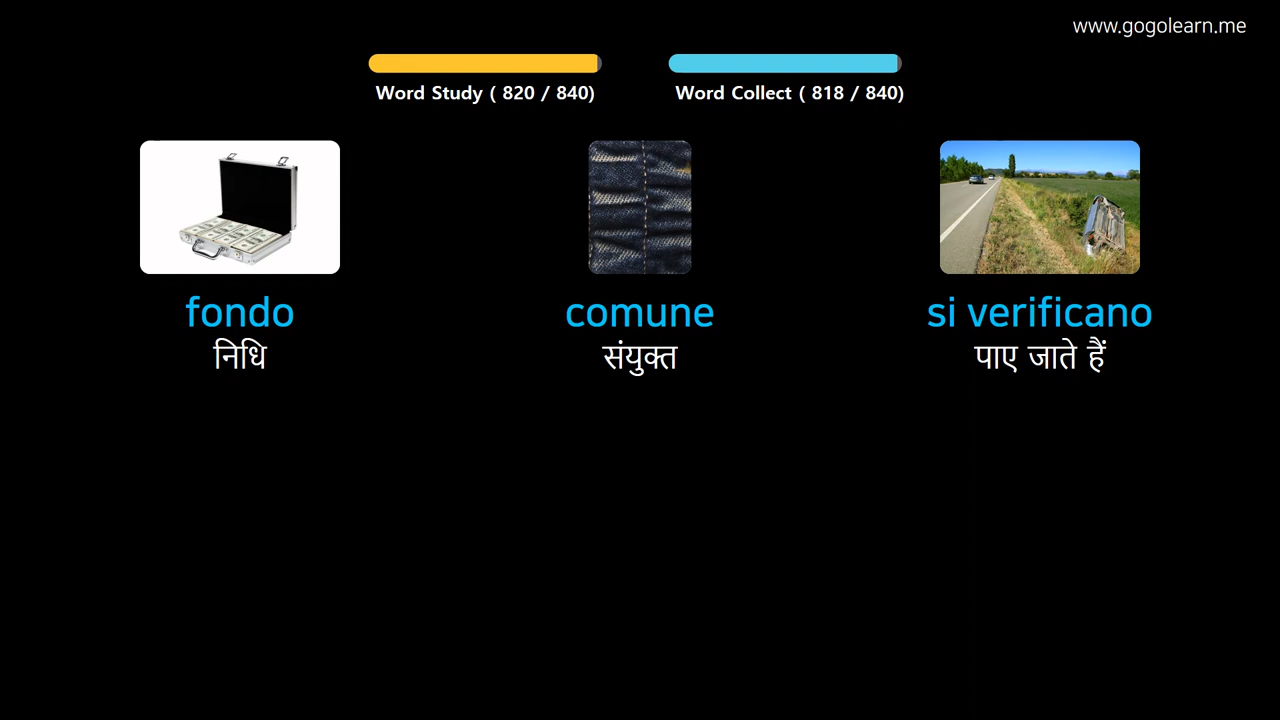 www.gogolearn.me
Word Study ( 820 / 840)
Word Collect ( 818 / 840)
fondo
निधि
comune
संयुक्त
si verificano
पाए जाते हैं